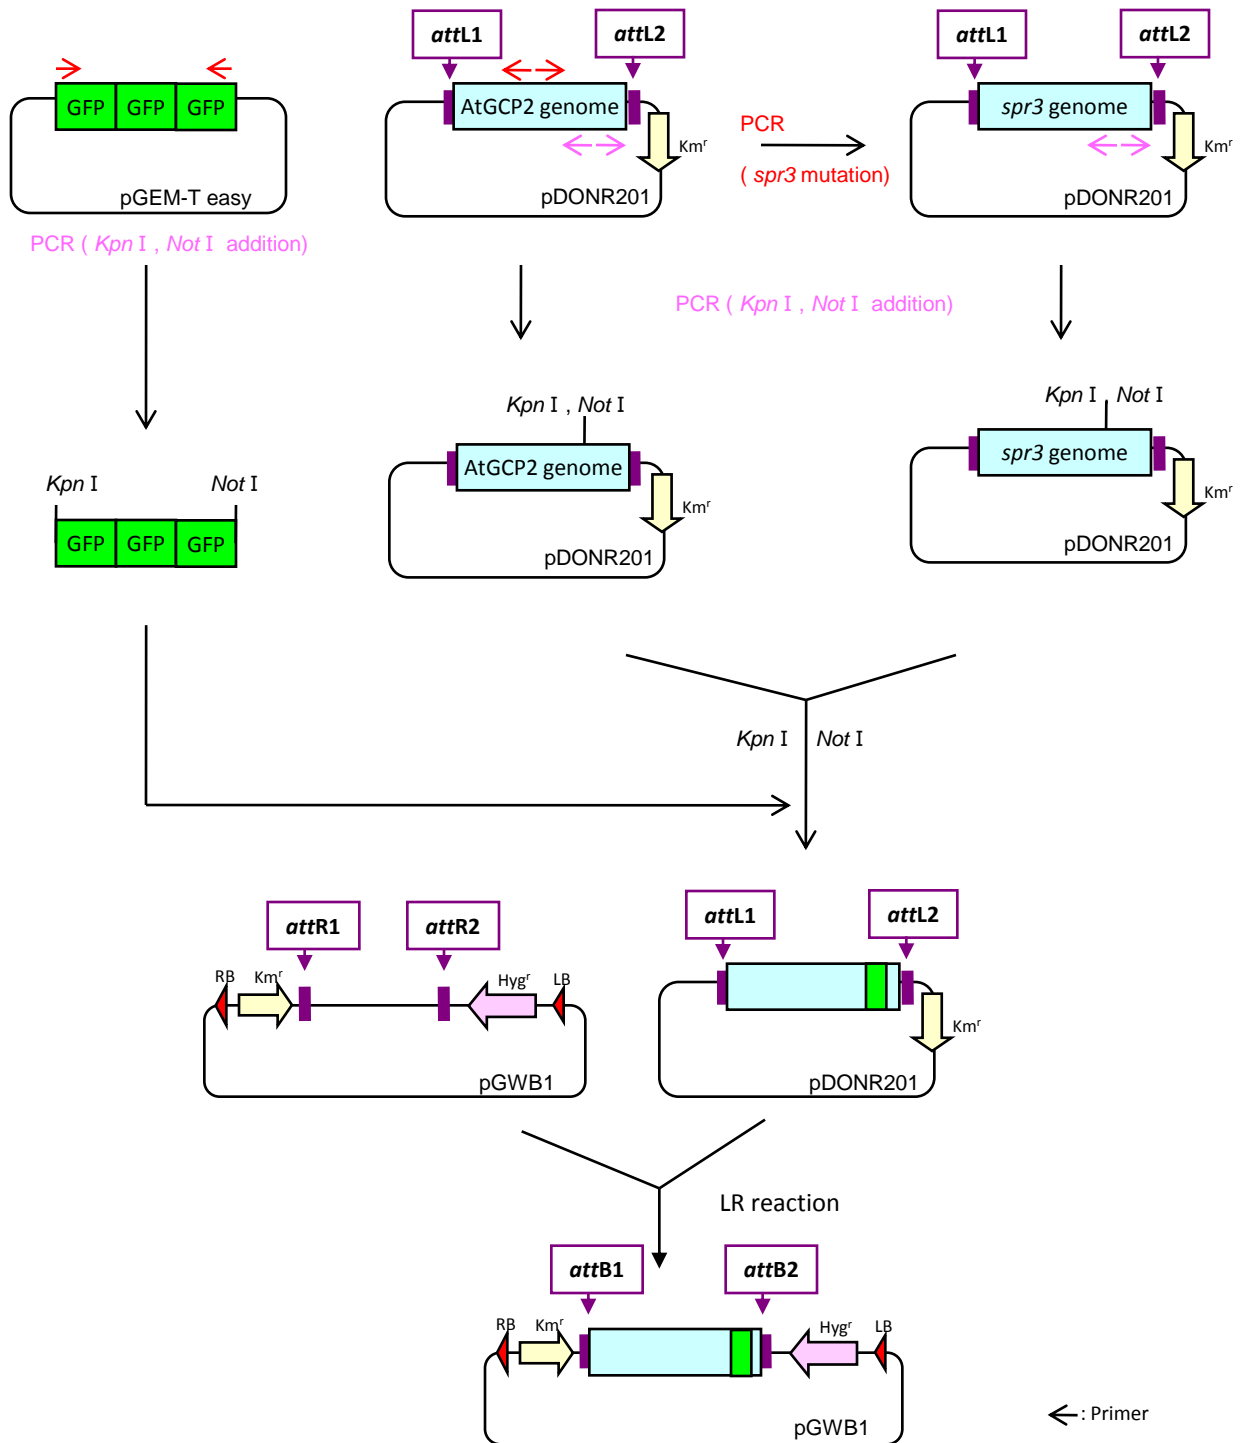 attL1
attL2
attL1
attL2
GFP GFP GFP
AtGCP2 genome
spr3 genome
Kmʳ
PCR
( spr3 mutation)
Kmʳ
pGEM-T easy
pDONR201
pDONR201
PCR ( Kpn I , Not I addition)
PCR ( Kpn I , Not I addition)
Kpn I , Not I
Kpn I , Not I
AtGCP2 genome
spr3 genome
Kmʳ
Kmʳ
Kpn I
Not I
GFP GFP GFP
pDONR201
pDONR201
Kpn I
Not I
attR1
attR2
attL1
attL2
RB
Kmʳ
Hygʳ
LB
Kmʳ
pGWB1
pDONR201
LR reaction
attB1
attB2
RB
Kmʳ
Hygʳ
LB
pGWB1
: Primer